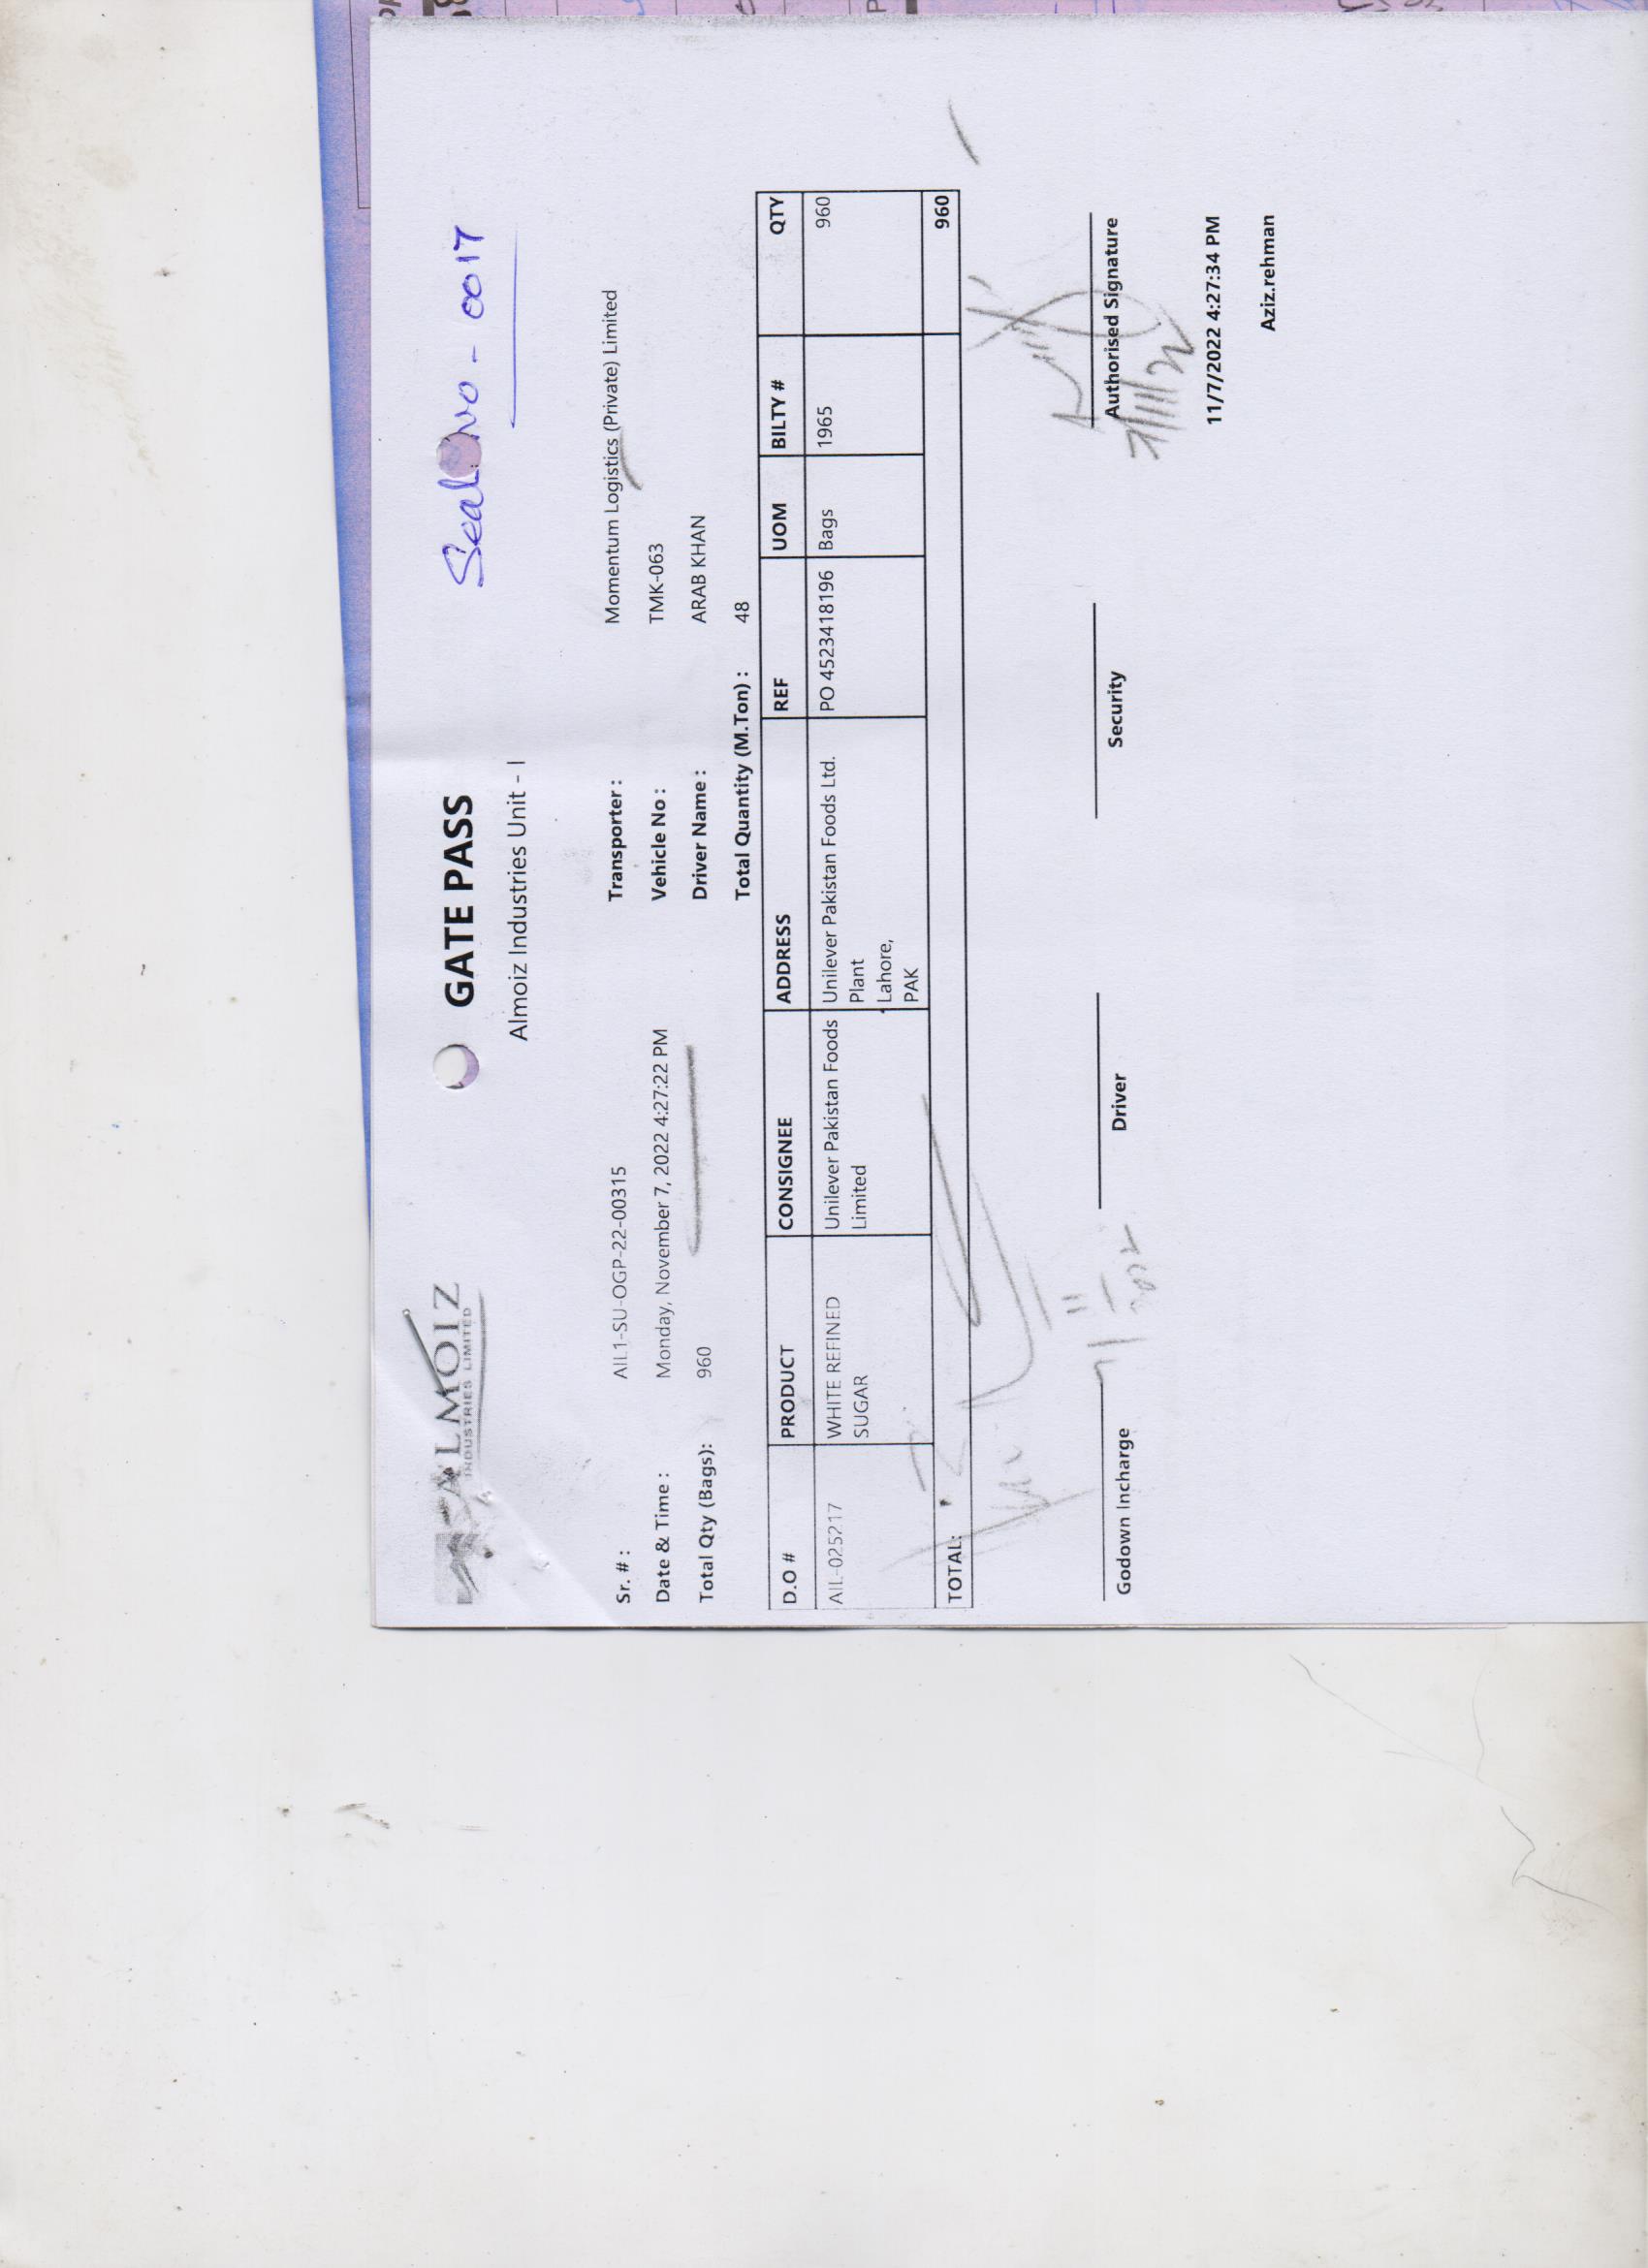 ALMOIZ
INDUSTRIES LIMITED
GATE PASS
Seal No - 0017
Almoiz Industries Unit - I
Sr. # : AIL1-SU-OGP-22-00315 Transporter : Momentum Logistics (Private) Limited
Date & Time : Monday, November 7, 2022 4:27:22 PM Vehicle No : TMK-063
Total Qty (Bags): 960 Driver Name : ARAB KHAN
Total Quantity (M.Ton) : 48
D.O # PRODUCT CONSIGNEE ADDRESS REF UOM BILTY # QTY
AIL-025217 WHITE REFINED Unilever Pakistan Foods Unilever Pakistan Foods Ltd. PO 4523418196 Bags 1965 960
SUGAR Limited Plant
Lahore,
PAK
TOTAL: 960
7/11/22
Godown Incharge Driver Security Authorised Signature
11/7/2022 4:27:34 PM
Aziz.rehman